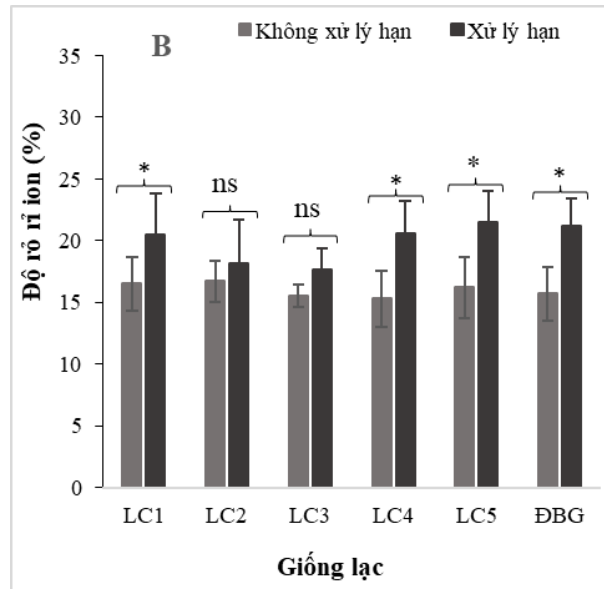 B
Không xử lý hạn
Xử lý hạn
Độ rỏ rỉ ion (%)
35
30
25
20
15
10
5
0
*
ns
ns
*
*
*
LC1 LC2 LC3 LC4 LC5 ĐBG
Giống lạc